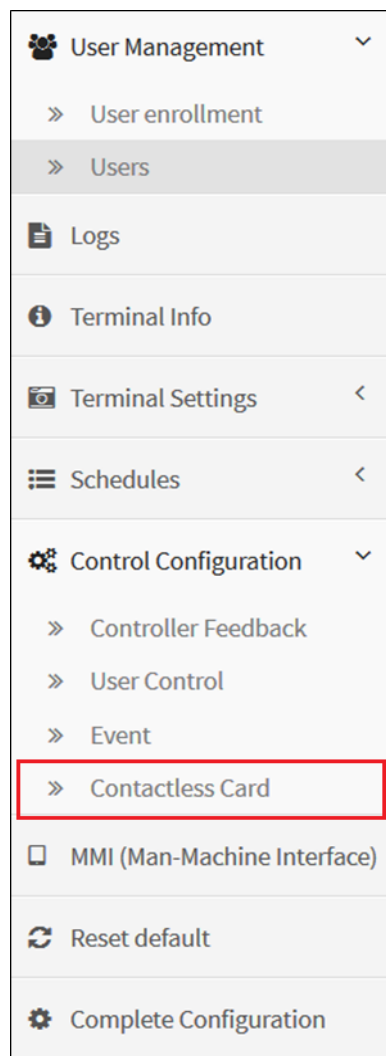 User Management
User enrollment
Users
Logs
Terminal Info
Terminal Settings
Schedules
Control Configuration
Controller Feedback
User Control
Event
Contactless Card
MMI (Man-Machine Interface)
Reset default
Complete Configuration